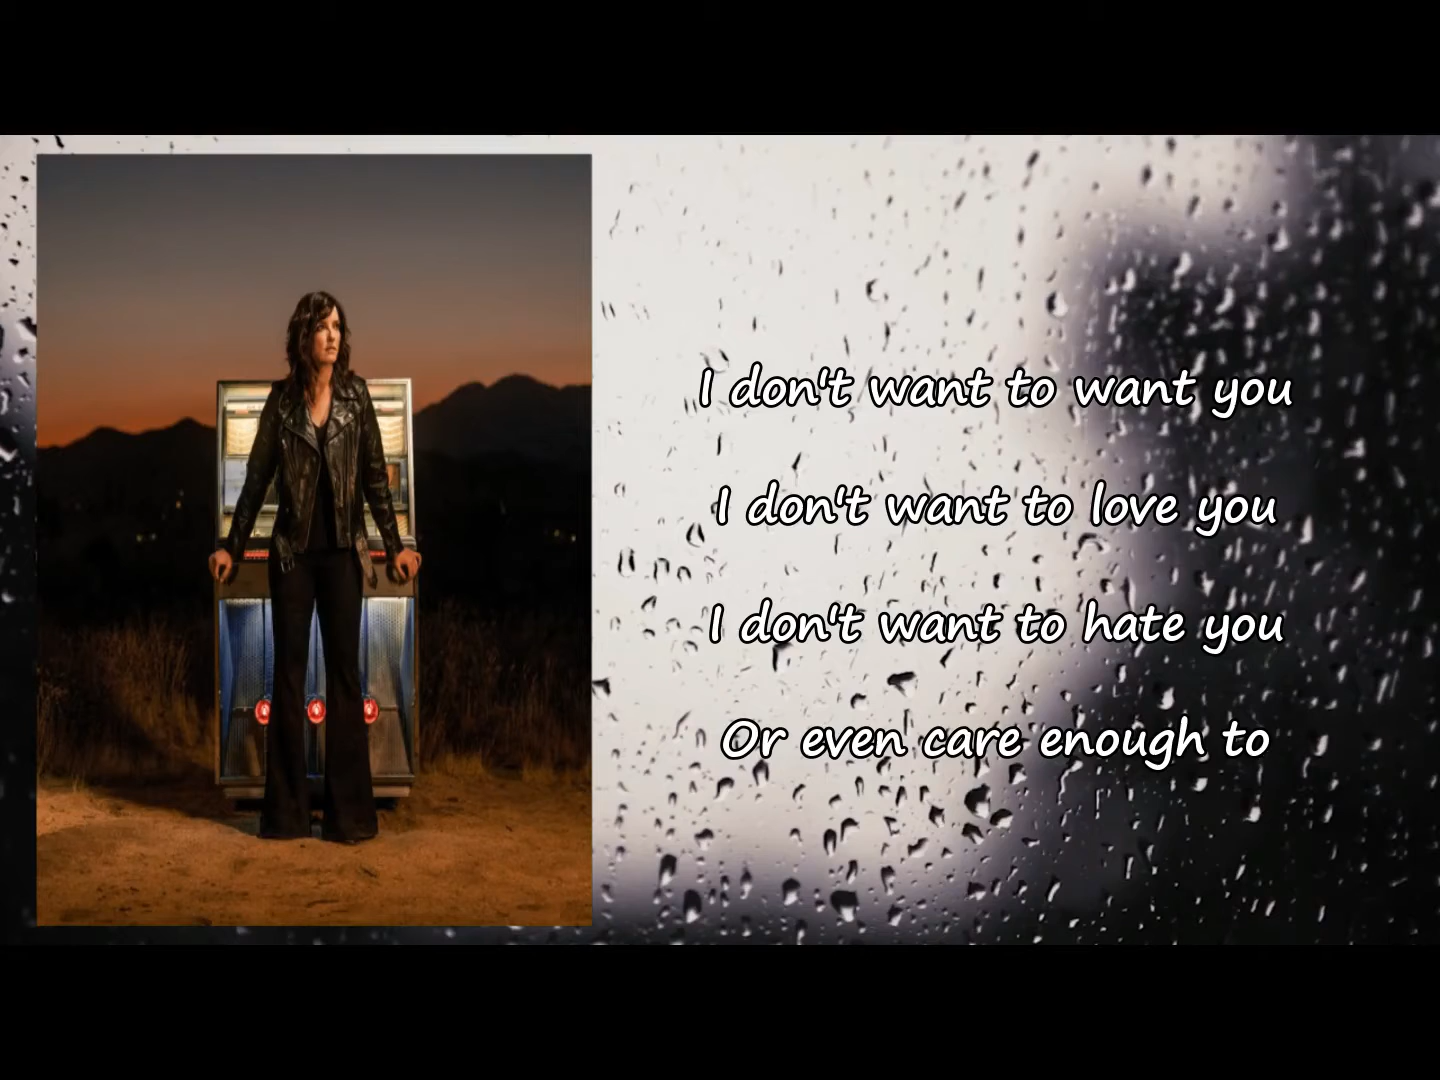 I don't want to want you
I don't want to love you
I don't want to hate you
Or even care enough to